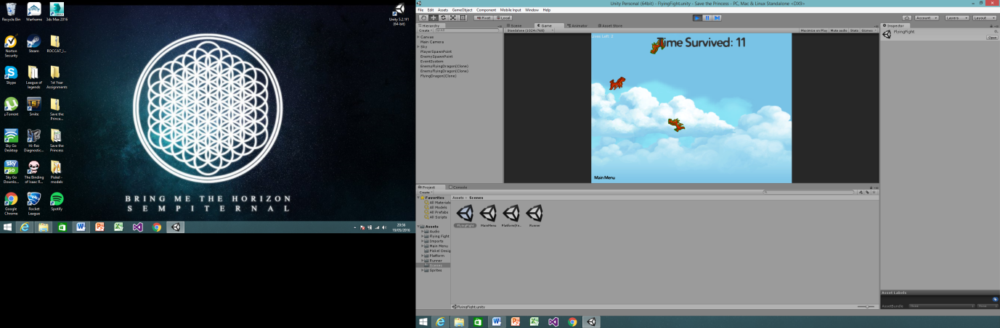 Recycle Bin
Warframe
3ds Max 2016
Unity 5.2.1f1
(64-bit)
Norton
Security
Steam
ROCCAT_I...
Skype
League of
legends
1st Year
Assignments
µTorrent
Smite
Save the
Prince...
Sky Go
Desktop
Hi-Rez
Diagnostic...
Save the
Princess
Sky Go
Downlo...
The Binding
of Isaac R...
Piskel -
models
Google
Chrome
Rocket
League
Spotify
BRING ME THE HORIZON
SEMPITERNAL
20:56
19/05/2016
Unity Personal (64bit) - FlyingFight.unity - Save the Princess - PC, Mac & Linux Standalone <DX9>
File Edit Assets GameObject Component Mobile Input Window Help
Pivot Local
Account Layers Layout
Hierarchy
Create
Canvas
Main Camera
Sky
PlayerSpawnPoint
EnemySpawnPoint
EventSystem
EnemyFlyingDragon(Clone)
EnemyFlyingDragon(Clone)
FlyingDragon(Clone)
Scene Game Animator Asset Store
Standalone (1024x768)
Maximize on Play Mute audio Stats Gizmos
Time Survived: 11
Main Menu
Inspector
FlyingFight
Open
Project Console
Create
Favorites
All Materials
All Models
All Prefabs
All Scripts
Assets
Audio
Flying Fight
Imports
Main Menu
Piskel Desig
Platform
Runner
Scenes
Sprites
Assets Scenes
FlyingFight
MainMenu
Runner
FlyingFight.unity
Asset Labels
AssetBundle None None